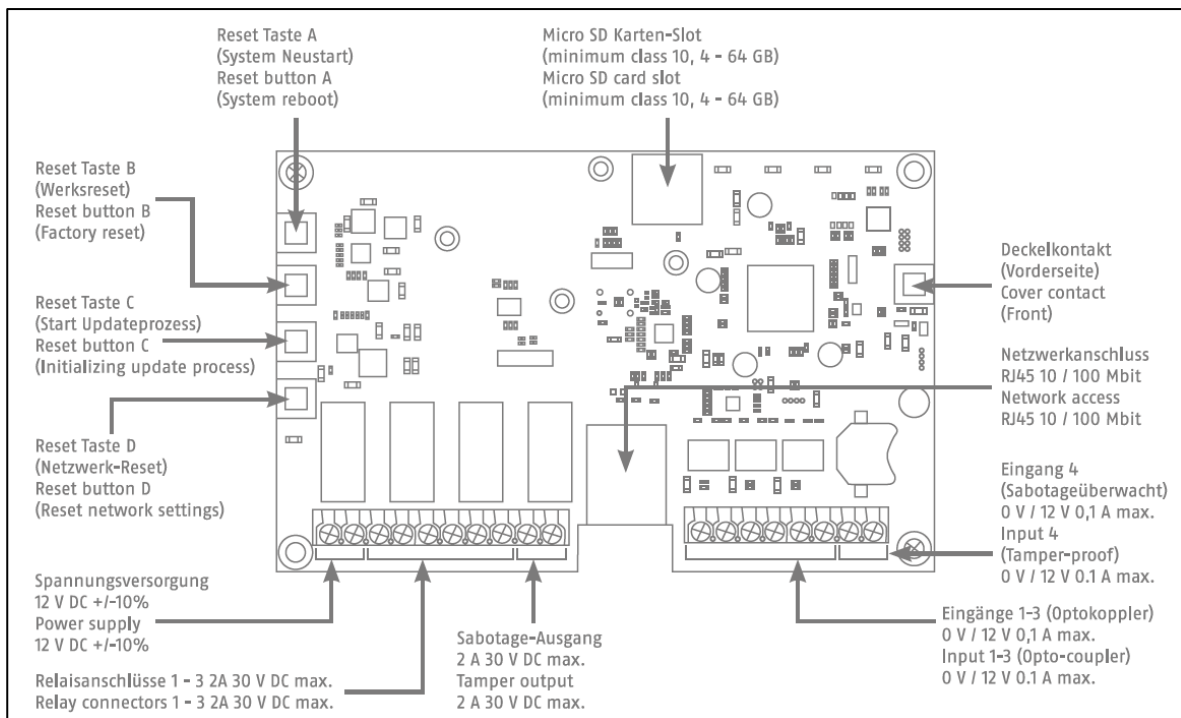 Reset Taste A
(System Neustart)
Reset button A
(System reboot)
Micro SD Karten-Slot
(minimum class 10, 4 - 64 GB)
Micro SD card slot
(minimum class 10, 4 - 64 GB)
Reset Taste B
(Werksreset)
Reset button B
(Factory reset)
Reset Taste C
(Start Updateprozess)
Reset button C
(Initializing update process)
Reset Taste D
(Netzwerk-Reset)
Reset button D
(Reset network settings)
Deckelkontakt
(Vorderseite)
Cover contact
(Front)
Netzwerkanschluss
RJ45 10 / 100 Mbit
Network access
RJ45 10 / 100 Mbit
Eingang 4
(Sabotageüberwacht)
0 V / 12 V 0,1 A max.
Input 4
(Tamper-proof)
0 V / 12 V 0.1 A max.
Spannungsversorgung
12 V DC +/-10%
Power supply
12 V DC +/-10%
Relaisanschlüsse 1 - 3 2A 30 V DC max.
Relay connectors 1 - 3 2A 30 V DC max.
Sabotage-Ausgang
2 A 30 V DC max.
Tamper output
2 A 30 V DC max.
Eingänge 1-3 (Optokoppler)
0 V / 12 V 0,1 A max.
Input 1-3 (Opto-coupler)
0 V / 12 V 0.1 A max.